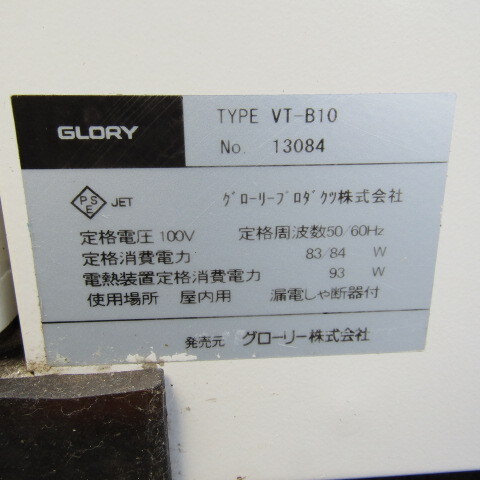 GLORY
TYPE VT-B10
No. 13084
PSE JET
グローリープロダクツ株式会社
定格電圧 100V 定格周波数50/60Hz
定格消費電力 83/84 W
電熱装置定格消費電力 93 W
使用場所 屋内用 漏電しゃ断器付
発売元 グローリー株式会社